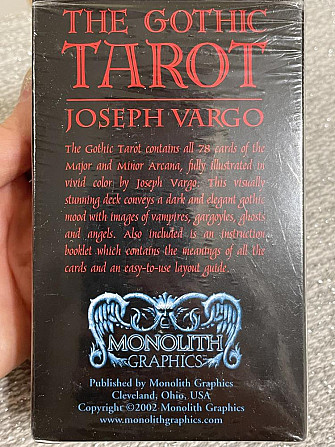 THE GOTHIC
TAROT
JOSEPH VARGO
The Gothic Tarot contains all 78 cards of the
Major and Minor Arcana, fully illustrated in
vivid color by Joseph Vargo. This visually
stunning deck conveys a dark and elegant gothic
mood with images of vampires, gargoyles, ghosts
and angels. Also included is an instruction
booklet which contains the meanings of all the
cards and an easy-to-use layout guide.
MONOLITH
GRAPHICS
Published by Monolith Graphics
Cleveland, Ohio, USA
Copyright ©2002 Monolith Graphics
www.monolithgraphics.com